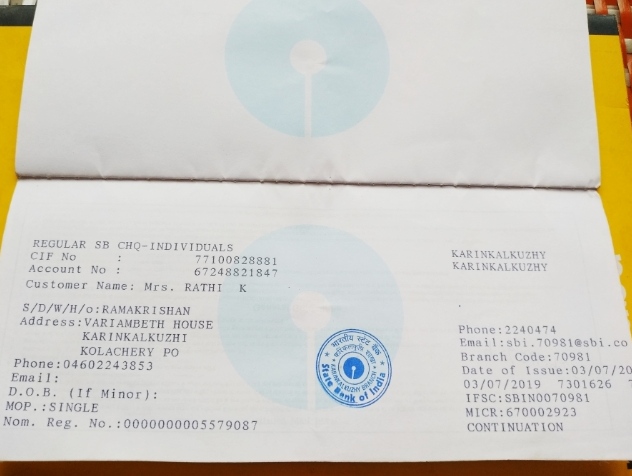 REGULAR SB CHQ-INDIVIDUALS
CIF No : 77100828881
Account No : 67248821847
Customer Name: Mrs. RATHI K
S/D/W/H/o:RAMAKRISHAN
Address:VARIAMBETH HOUSE
KARINKALKUZHI
KOLACHERY PO
Phone:04602243853
Email:
D.O.B. (If Minor):
MOP.:SINGLE
Nom. Reg. No.:0000000005579087
भारतीय स्टेट बैंक
KARINKALKUZHY BRANCH
State Bank of India
KARINKALKUZHY
KARINKALKUZHY
Phone:2240474
Email:sbi.70981@sbi.co
Branch Code:70981
Date of Issue:03/07/20
03/07/2019 7301626 7
IFSC:SBIN0070981
MICR:670002923
CONTINUATION